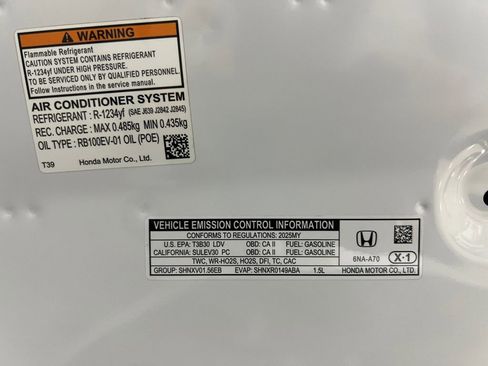 WARNING
Flammable Refrigerant
CAUTION SYSTEM CONTAINS REFRIGERANT
R-1234yf UNDER HIGH PRESSURE.
TO BE SERVICED ONLY BY QUALIFIED PERSONNEL.
Follow Instructions in the service manual.
AIR CONDITIONER SYSTEM
REFRIGERANT : R-1234yf (SAE J639 J2842 J2845)
REC. CHARGE : MAX 0.485kg MIN 0.435kg
OIL TYPE : RB100EV-01 OIL (POE)
T39 Honda Motor Co., Ltd.
VEHICLE EMISSION CONTROL INFORMATION
CONFORMS TO REGULATIONS: 2025MY
U.S. EPA: T3B30 LDV OBD: CA II FUEL: GASOLINE
CALIFORNIA: SULEV30 PC OBD: CA II FUEL: GASOLINE
TWC, WR-HO2S, HO2S, DFI, TC, CAC
GROUP: SHNXV01.56EB EVAP: SHNXR0149ABA 1.5L
6NA-A70 X-1
HONDA MOTOR CO., LTD.